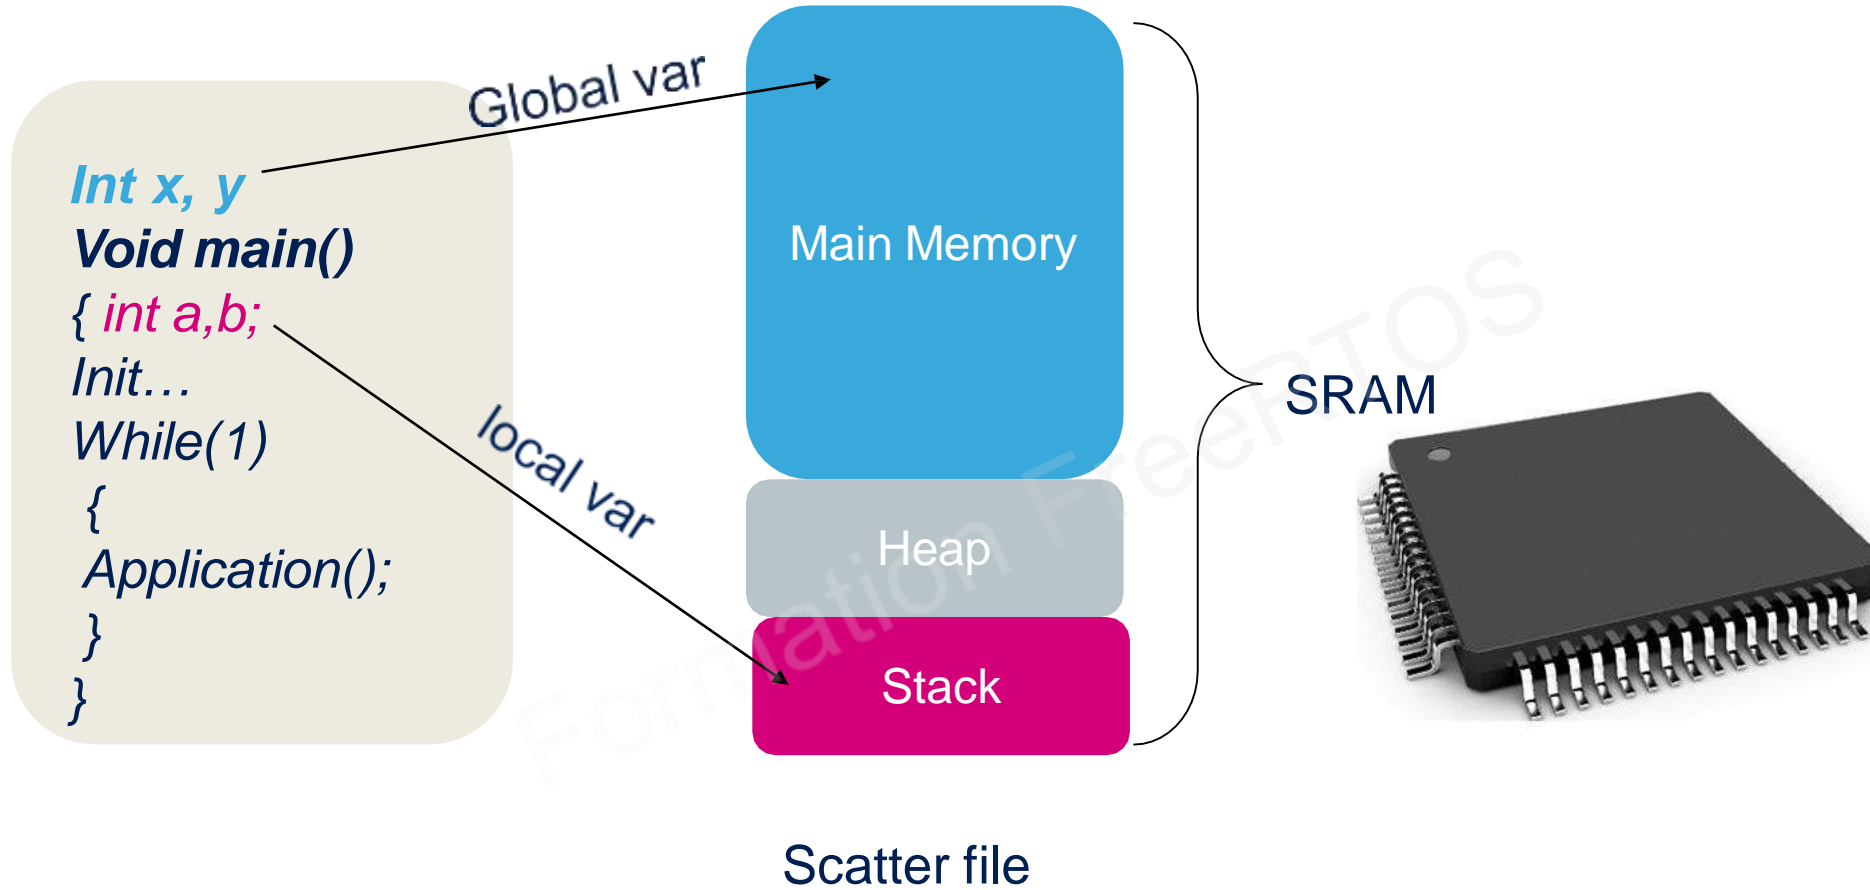 Int x, y
Void main()
{ int a,b;
Init…
While(1)
{
Application();
}
}
Global var
local var
Main Memory
Heap
Stack
SRAM
Formation FreeRTOS
Scatter file